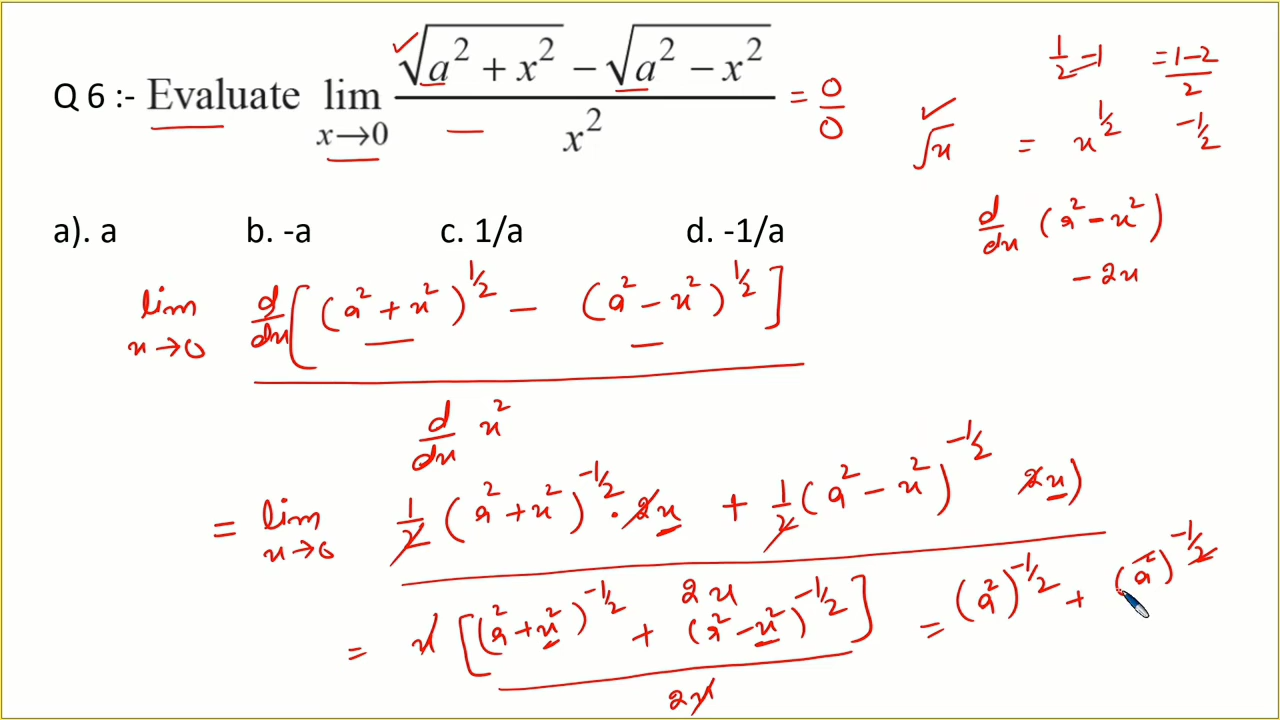 Q 6 :- Evaluate lim x→0 (√(a² + x²) − √(a² − x²)) / x² = 0/0
1/2 − 1 = (1−2)/2
√x = x^(1/2) −1/2
a). a b. -a c. 1/a d. -1/a
d/dx (a² − x²)
− 2x
lim x→0 d/dx [(a² + x²)^(1/2) − (a² − x²)^(1/2)] / d/dx x²
= lim x→0 1/2 (a² + x²)^(−1/2) · 2x + 1/2 (a² − x²)^(−1/2) 2x) / 2x
= x [(a² + x²)^(−1/2) + (a² − x²)^(−1/2)] / 2x = (a²)^(−1/2) + (a²)^(−1/2)